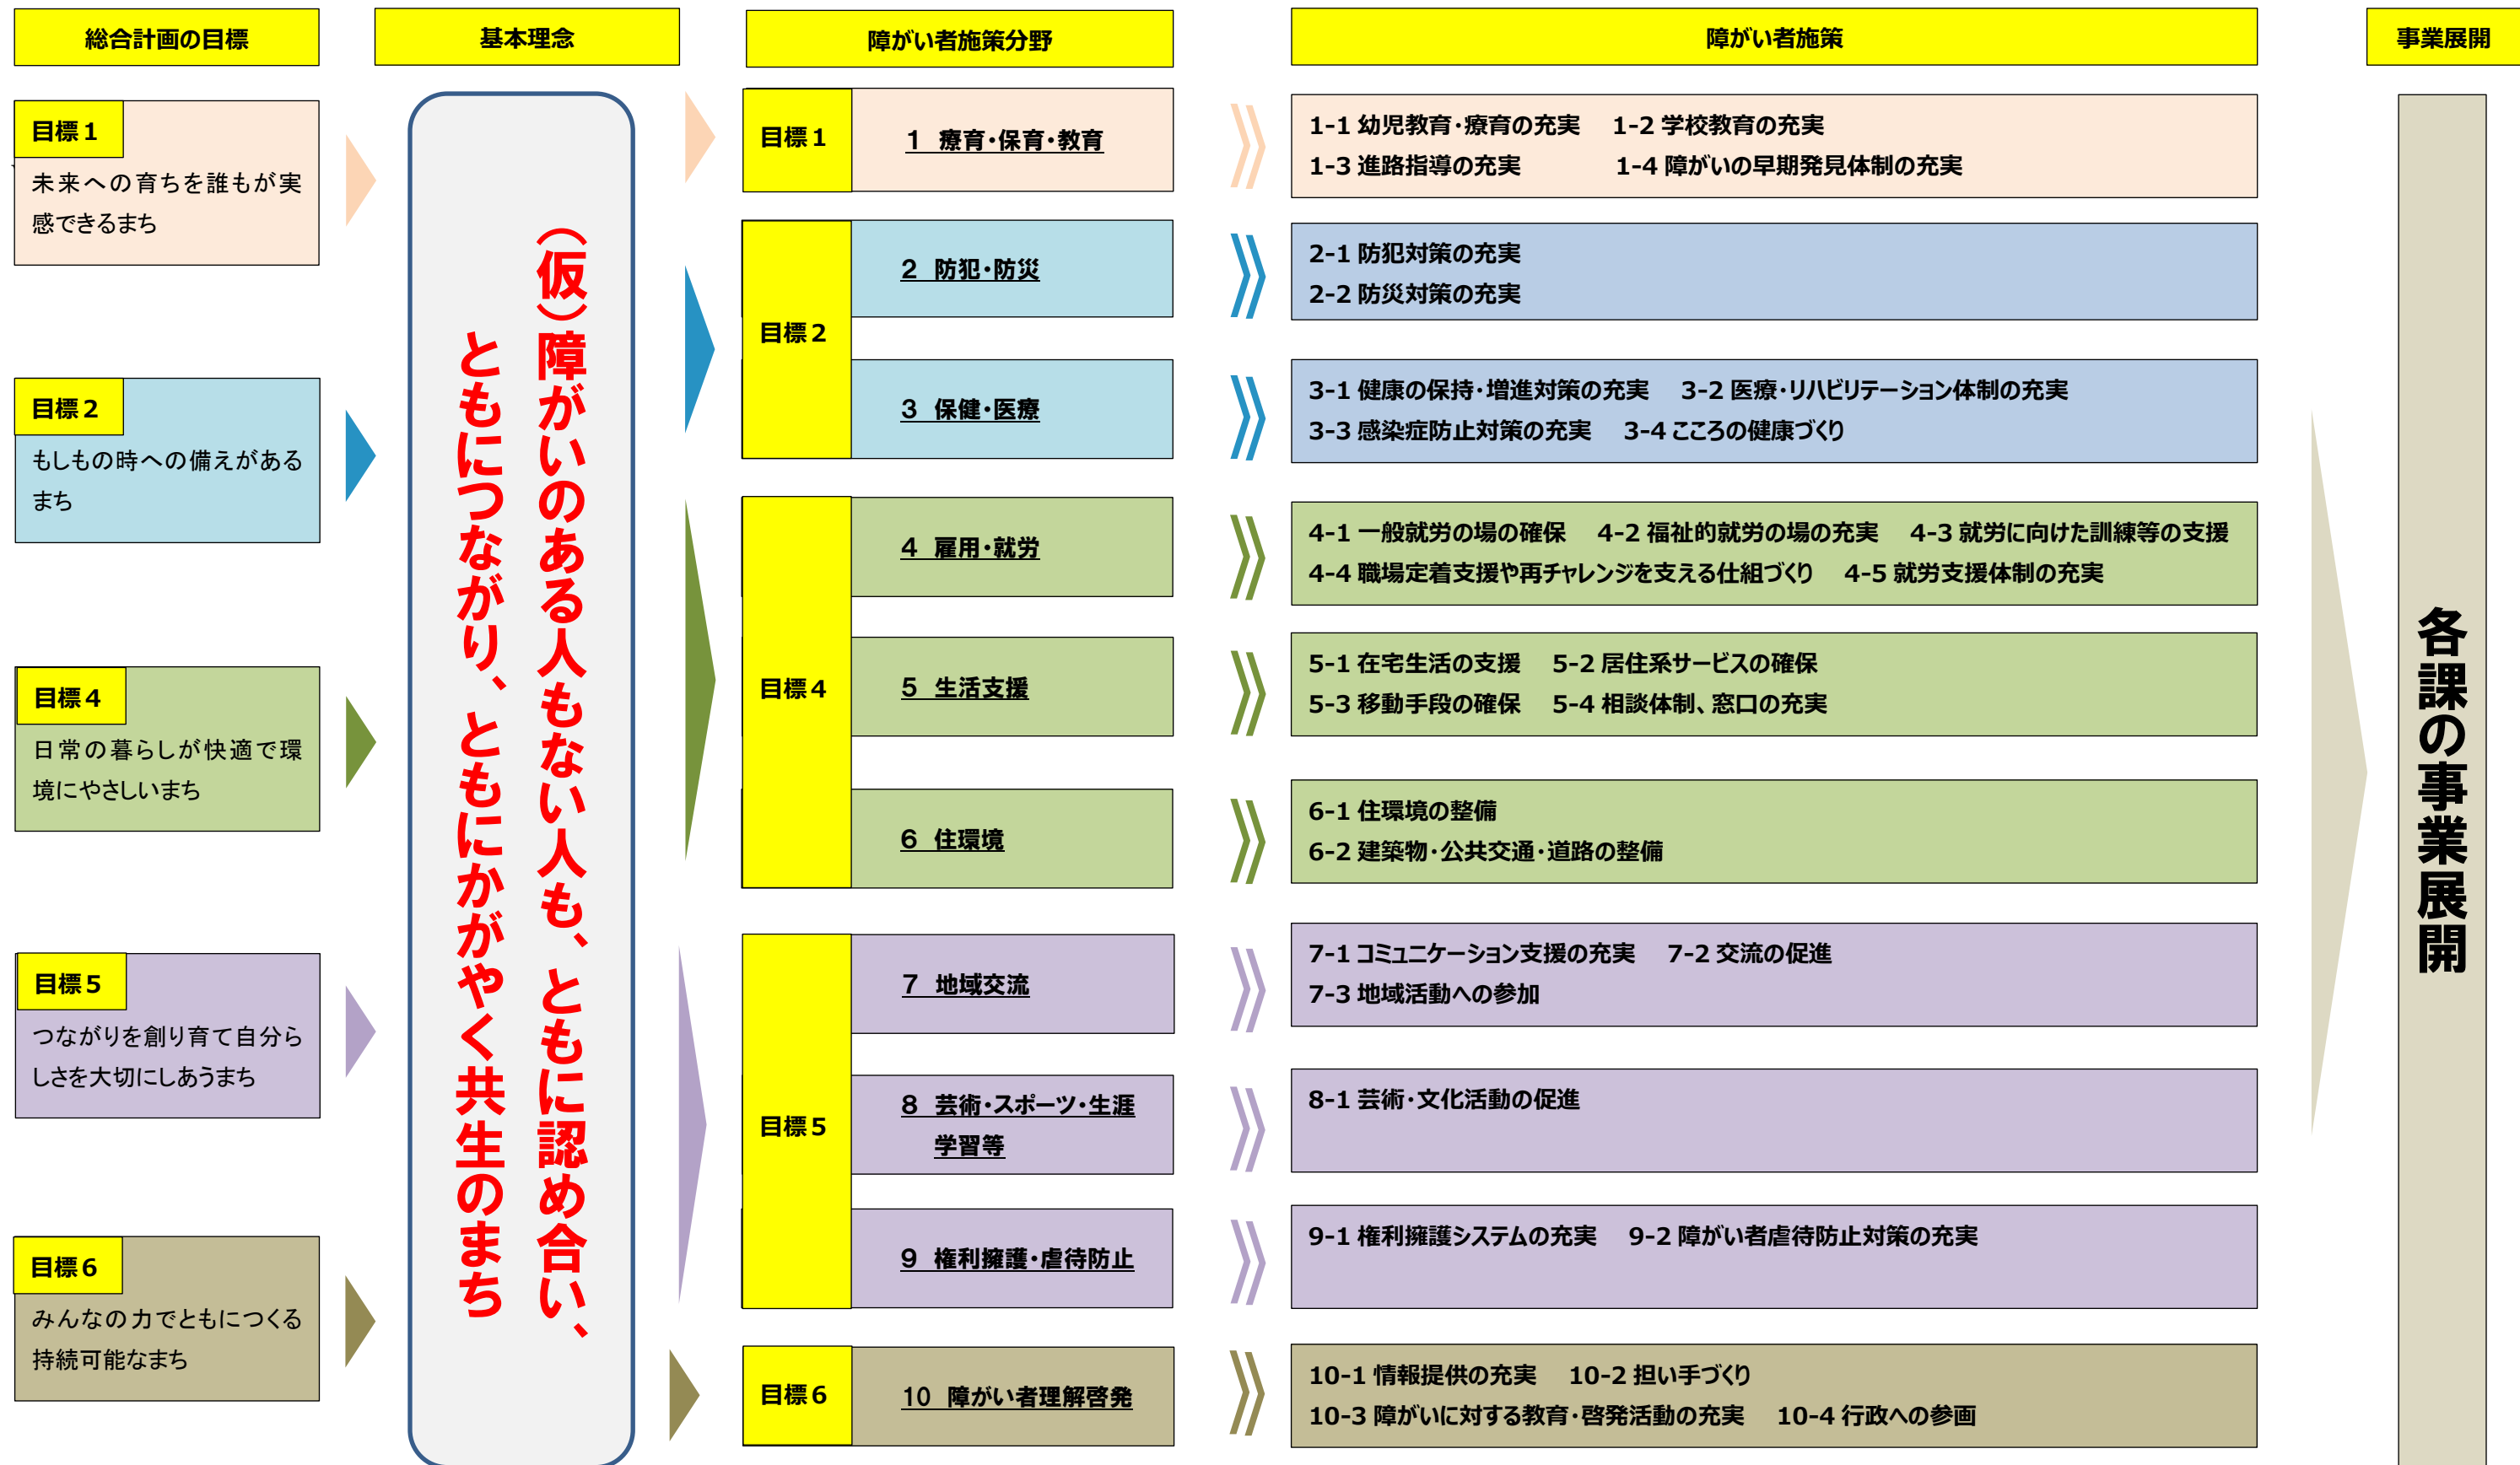 総合計画の目標
基本理念
障がい者施策分野
障がい者施策
事業展開
目標1
未来への育ちを誰もが実
感できるまち
目標2
もしもの時への備えがある
まち
目標4
日常の暮らしが快適で環
境にやさしいまち
目標5
つながりを創り育て自分ら
しさを大切にしあうまち
目標6
みんなの力でともにつくる
持続可能なまち
（仮）障がいのある人もない人も、ともに認め合い、
ともにつながり、ともにかがやく共生のまち
目標1
1 療育・保育・教育
1-1 幼児教育・療育の充実 1-2 学校教育の充実
1-3 進路指導の充実 1-4 障がいの早期発見体制の充実
目標2
2 防犯・防災
2-1 防犯対策の充実
2-2 防災対策の充実
3 保健・医療
3-1 健康の保持・増進対策の充実 3-2 医療・リハビリテーション体制の充実
3-3 感染症防止対策の充実 3-4 こころの健康づくり
目標4
4 雇用・就労
4-1 一般就労の場の確保 4-2 福祉的就労の場の充実 4-3 就労に向けた訓練等の支援
4-4 職場定着支援や再チャレンジを支える仕組づくり 4-5 就労支援体制の充実
5 生活支援
5-1 在宅生活の支援 5-2 居住系サービスの確保
5-3 移動手段の確保 5-4 相談体制、窓口の充実
6 住環境
6-1 住環境の整備
6-2 建築物・公共交通・道路の整備
目標5
7 地域交流
7-1 コミュニケーション支援の充実 7-2 交流の促進
7-3 地域活動への参加
8 芸術・スポーツ・生涯
学習等
8-1 芸術・文化活動の促進
9 権利擁護・虐待防止
9-1 権利擁護システムの充実 9-2 障がい者虐待防止対策の充実
目標6
10 障がい者理解啓発
10-1 情報提供の充実 10-2 担い手づくり
10-3 障がいに対する教育・啓発活動の充実 10-4 行政への参画
各課の事業展開